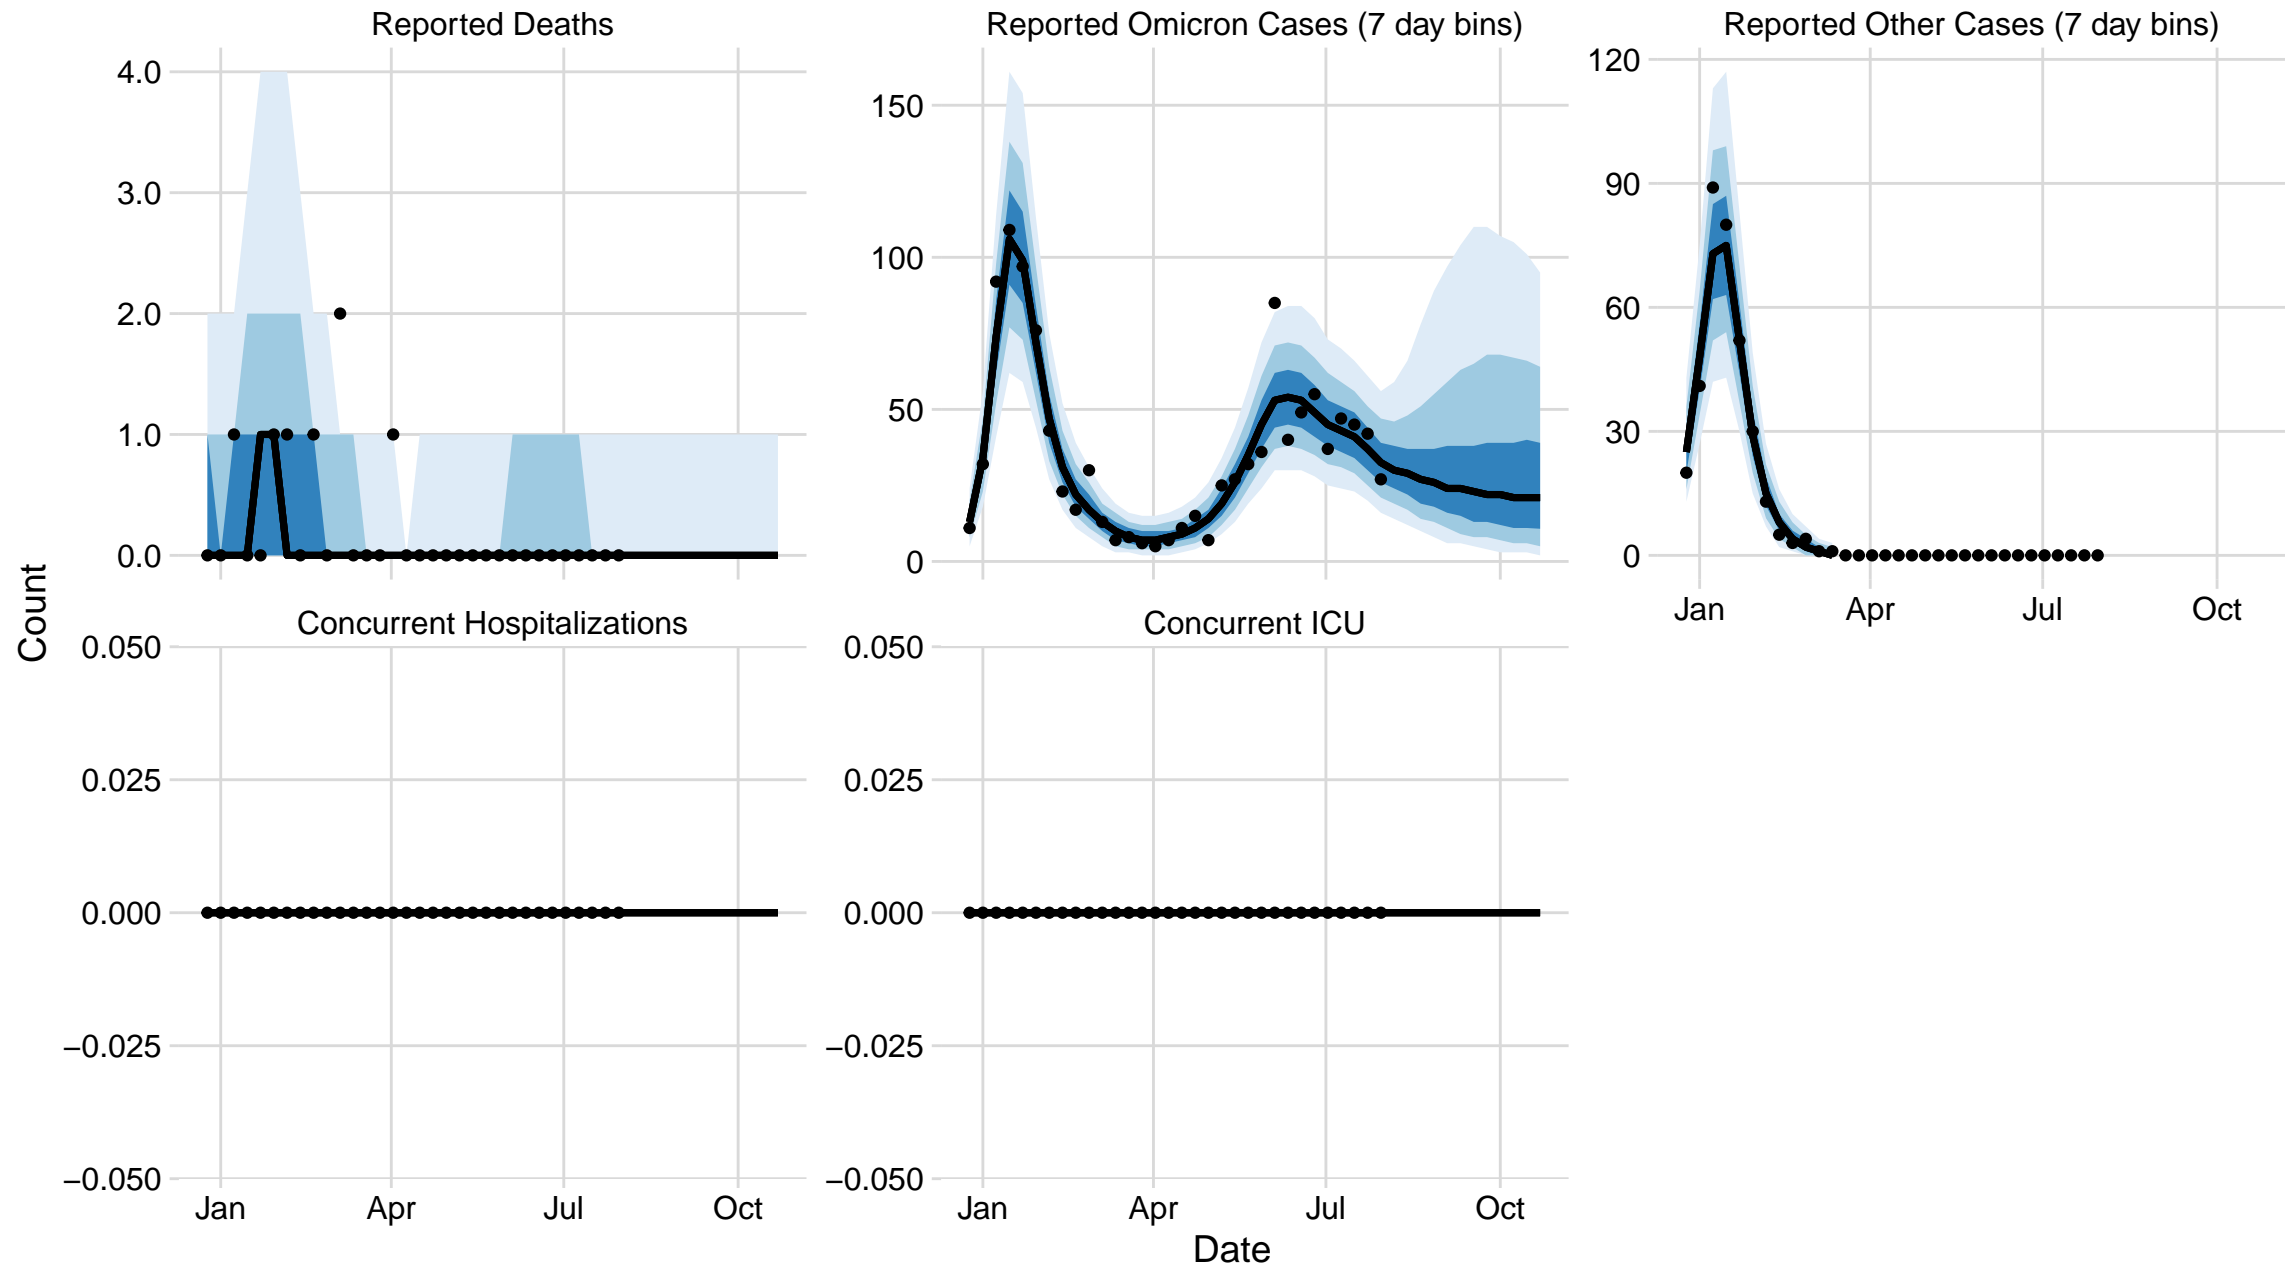 Reported Deaths
Reported Omicron Cases (7 day bins)
Reported Other Cases (7 day bins)
4.0
3.0
2.0
1.0
0.0
150
100
50
0
120
90
60
30
0
Jan Apr Jul Oct
Count
Concurrent Hospitalizations
Concurrent ICU
0.050
0.025
0.000
−0.025
−0.050
Jan Apr Jul Oct
0.050
0.025
0.000
−0.025
−0.050
Jan Apr Jul Oct
Date